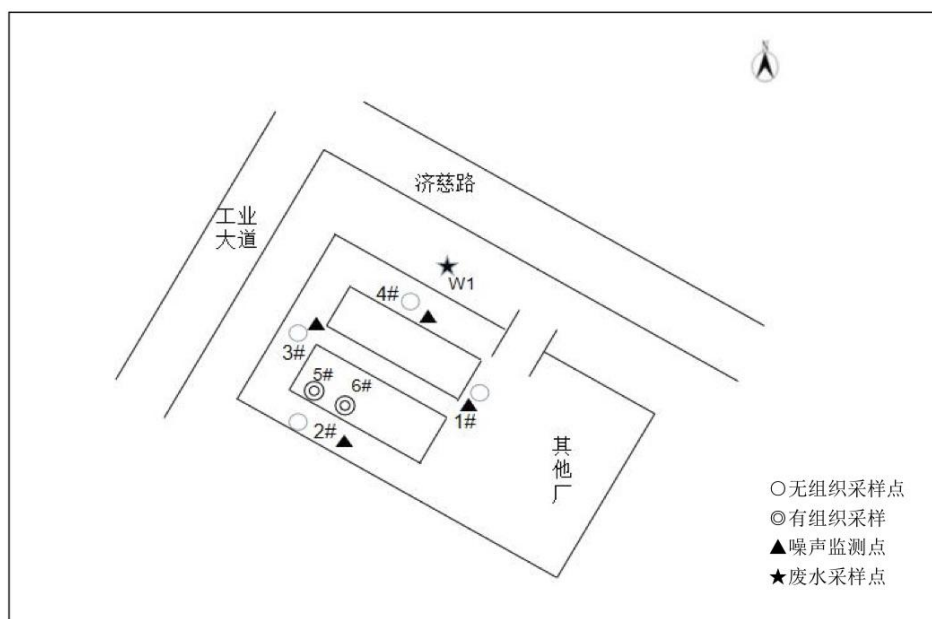 N
济慈路
工业
大道
W1
4#
3#
5#
6#
1#
2#
其
他
厂
○无组织采样点
◎有组织采样
▲噪声监测点
★废水采样点